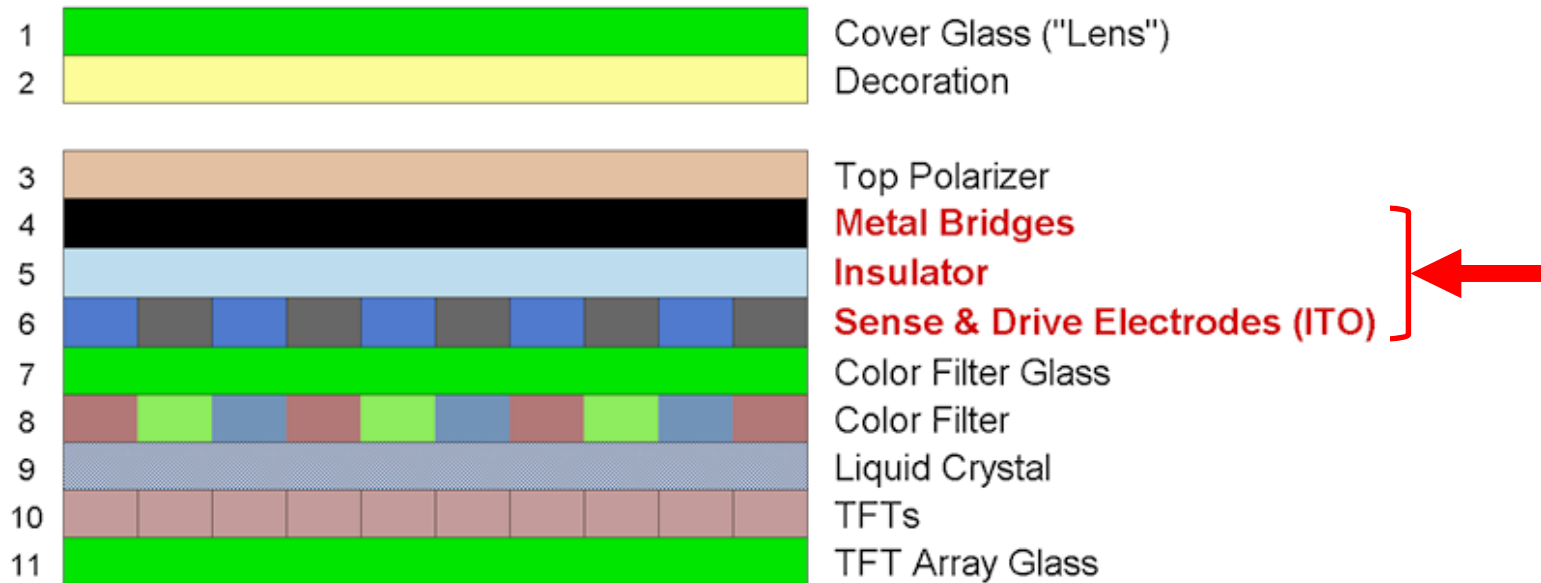 1 Cover Glass ("Lens")
2 Decoration
3 Top Polarizer
4 Metal Bridges
5 Insulator
6 Sense & Drive Electrodes (ITO)
7 Color Filter Glass
8 Color Filter
9 Liquid Crystal
10 TFTs
11 TFT Array Glass